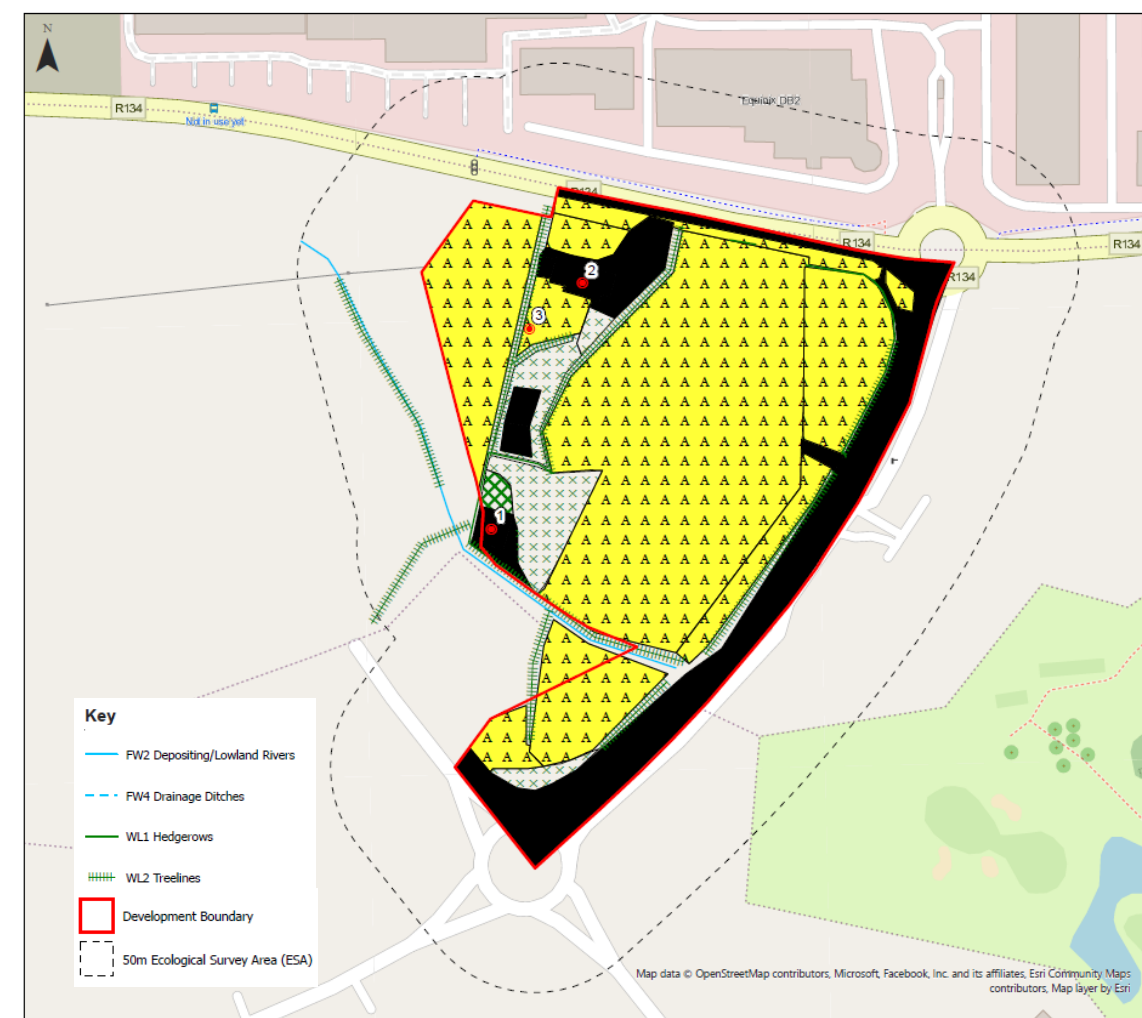 N
R134
Not in use yet
Equinix DB2
R134
R134
R134
R134
2
3
1
Key
FW2 Depositing/Lowland Rivers
FW4 Drainage Ditches
WL1 Hedgerows
WL2 Treelines
Development Boundary
50m Ecological Survey Area (ESA)
Map data © OpenStreetMap contributors, Microsoft, Facebook, Inc. and its affiliates, Esri Community Maps
contributors, Map layer by Esri